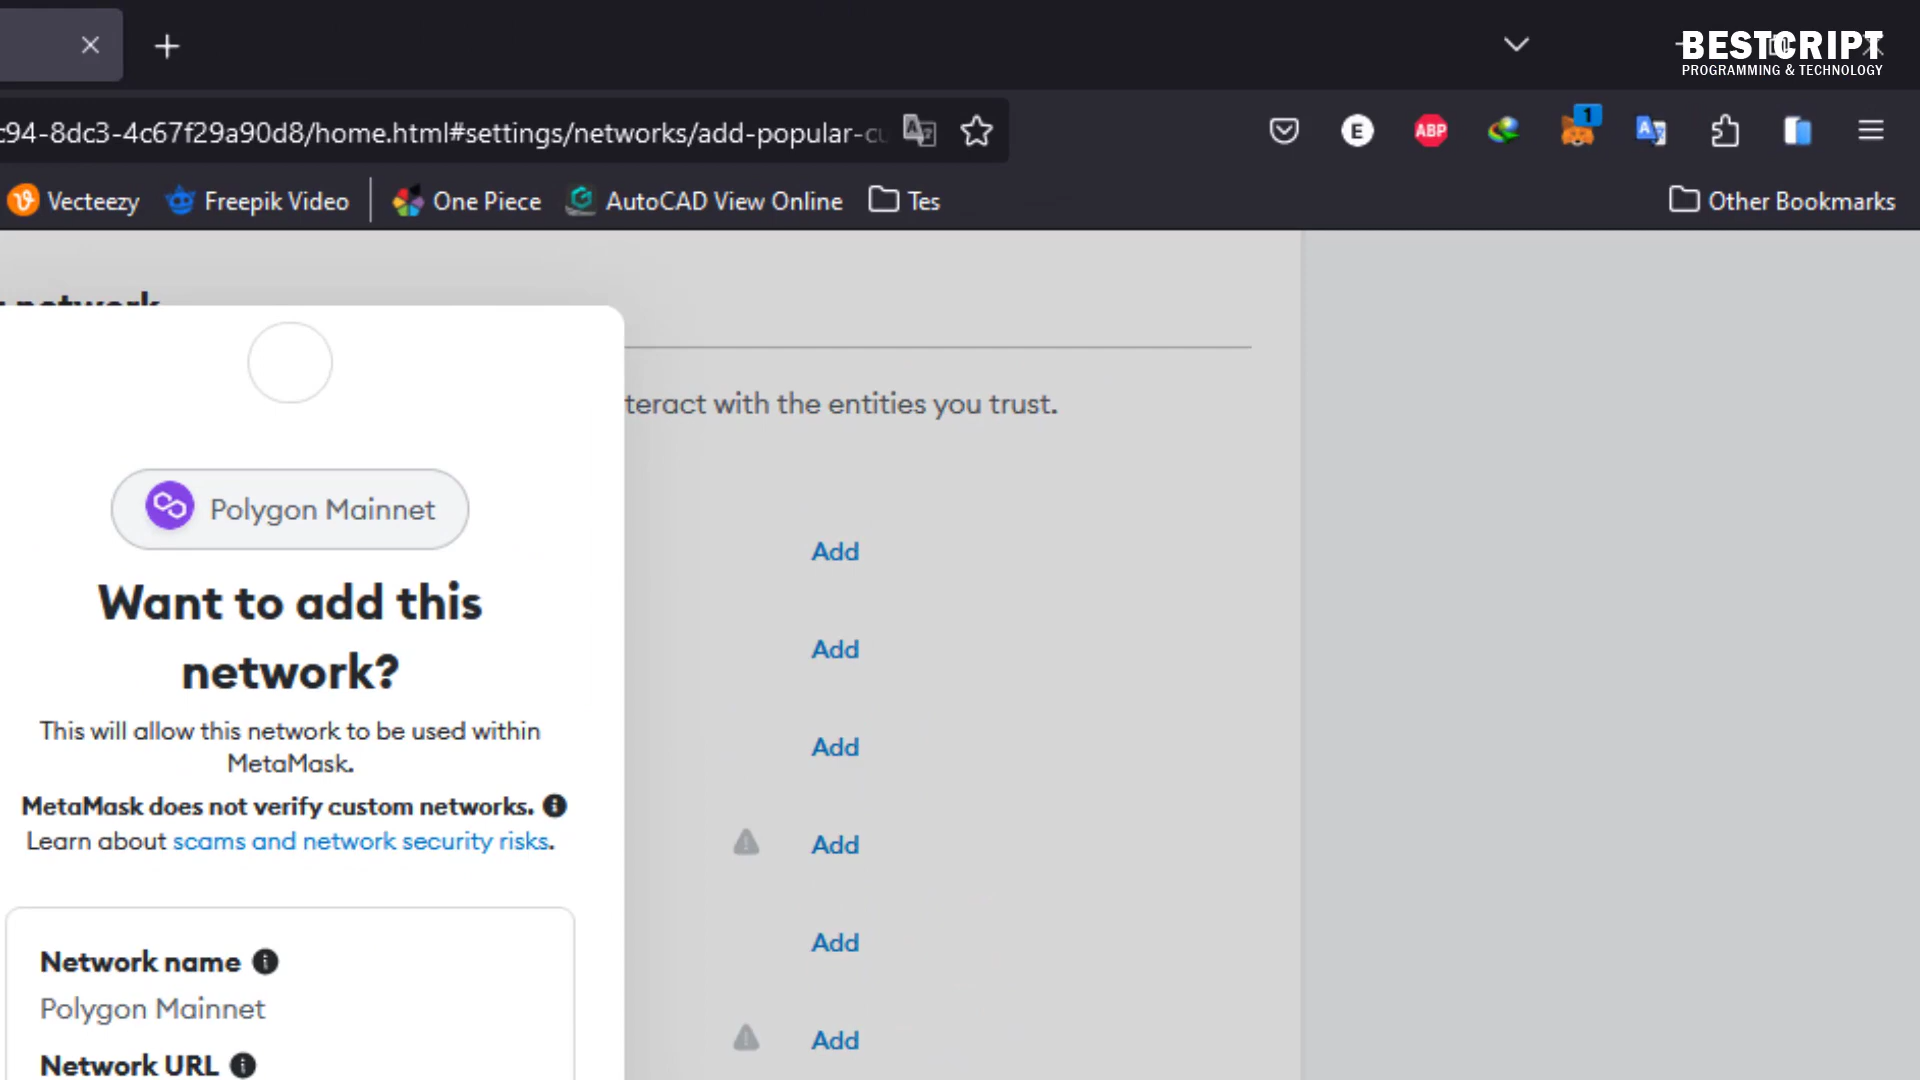 BESTCRIPT
PROGRAMMING & TECHNOLOGY
c94-8dc3-4c67f29a90d8/home.html#settings/networks/add-popular-cu
E
ABP
1
Vecteezy
Freepik Video
One Piece
AutoCAD View Online
Tes
Other Bookmarks
network
teract with the entities you trust.
Polygon Mainnet
Add
Want to add this
network?
Add
This will allow this network to be used within
MetaMask.
Add
MetaMask does not verify custom networks.
Learn about scams and network security risks.
Add
Add
Network name
Polygon Mainnet
Add
Network URL